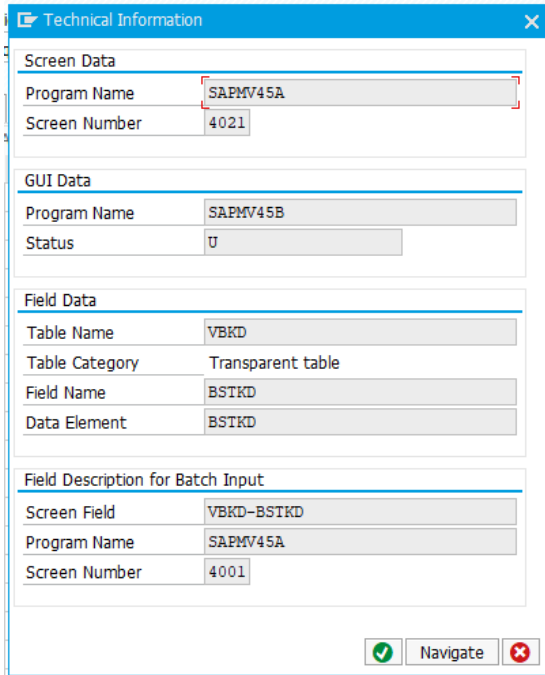 Technical Information
Screen Data
Program Name SAPMV45A
Screen Number 4021
GUI Data
Program Name SAPMV45B
Status U
Field Data
Table Name VBKD
Table Category Transparent table
Field Name BSTKD
Data Element BSTKD
Field Description for Batch Input
Screen Field VBKD-BSTKD
Program Name SAPMV45A
Screen Number 4001
Navigate